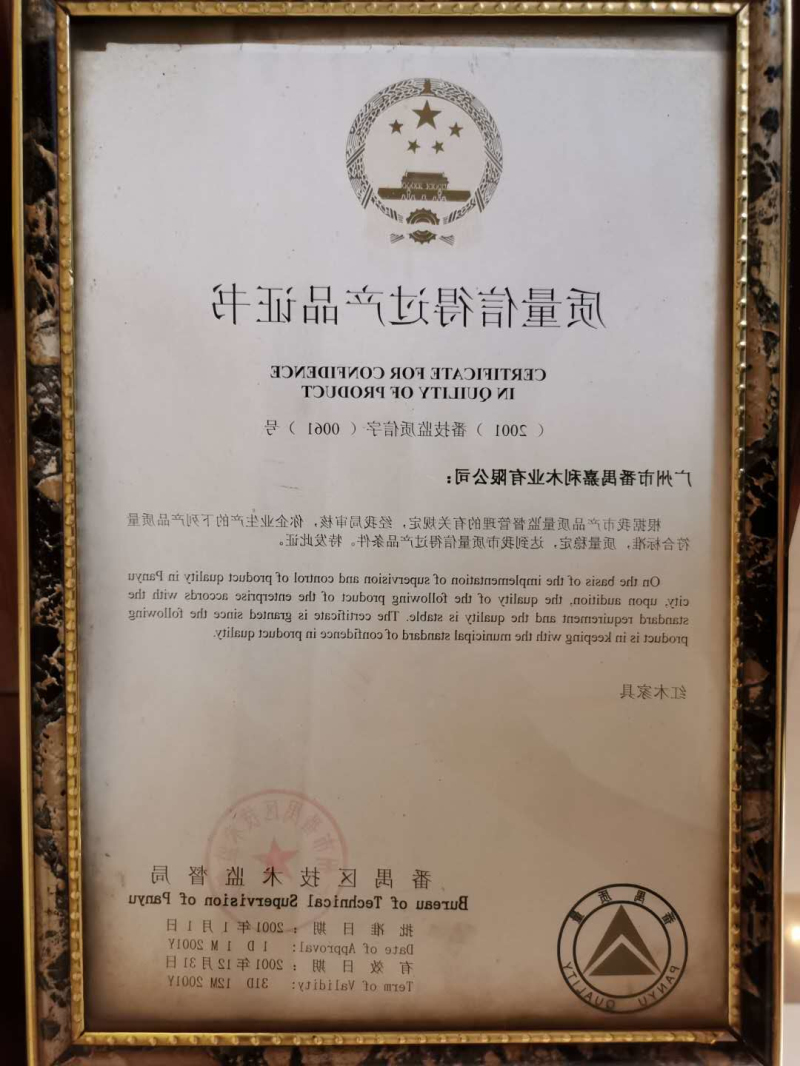 质量信得过产品证书
CERTIFICATE FOR CONFIDENCE
IN QUILITY OF PRODUCT
（ 2001 ）番技监质信字（ 0061 ）号
广州市番禺嘉利木业有限公司：
根据我市产品质量监督管理的有关规定，经我局审核，你企业生产的下列产品质量
符合标准，质量稳定，达到我市质量信得过产品条件。特发此证。
On the basis of the implementation of supervision and control of product quality in Panyu
city, upon audition, the quality of the following product of the enterprise accords with the
standard requirement and the quality is stable. The certificate is granted since the following
product is in keeping with the municipal standard of confidence in product quality.
红木家具
番禺区技术监督局
Bureau of Technical Supervision of Panyu
批准日期：2001年1月1日
Date of Approval: 1D 1M 2001Y
有效日期：2001年12月31日
Term of Validity: 31D 12M 2001Y
番禺质量
PANYU QUALITY